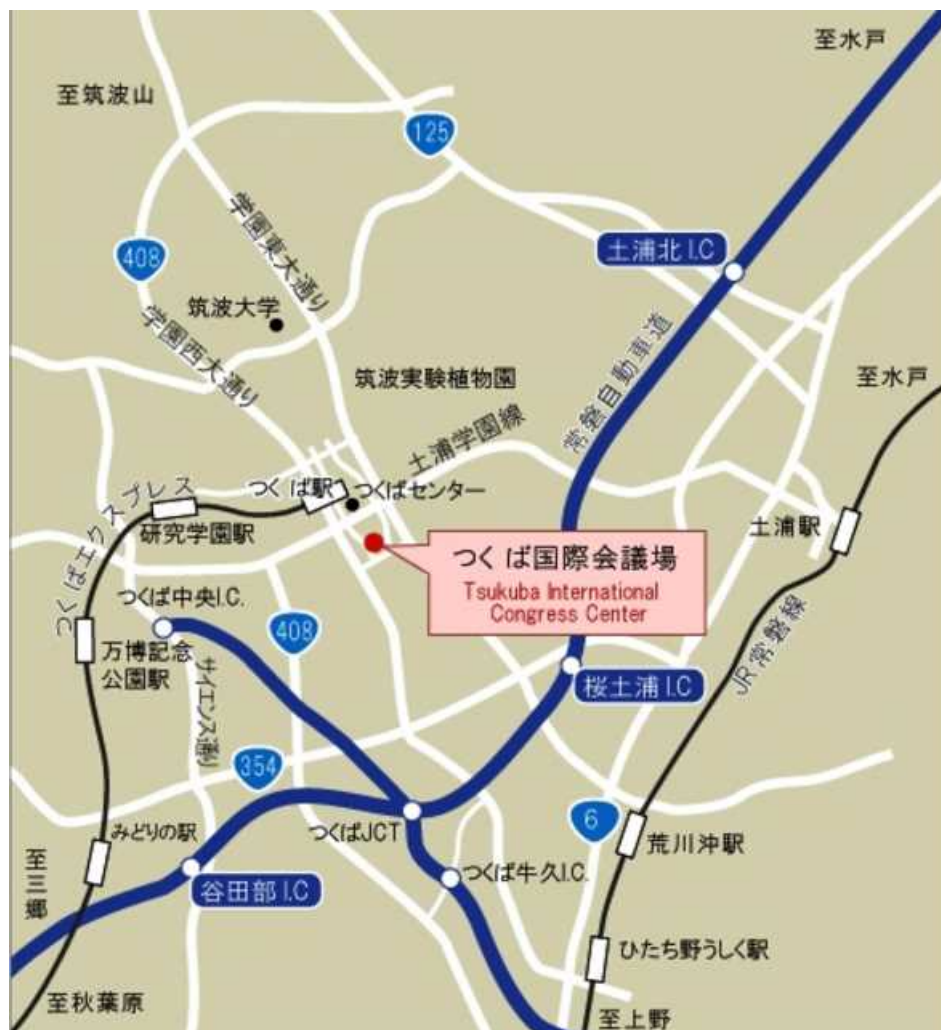 至水戸
至筑波山
125
学園東大通り
408
土浦北I.C
筑波大学
学園西大通り
常磐自動車道
筑波実験植物園
至水戸
土浦学園線
つくばエクスプレス
つくば駅
つくばセンター
研究学園駅
土浦駅
つくば国際会議場
Tsukuba International
Congress Center
つくば中央I.C.
408
JR常磐線
万博記念
公園駅
サイエンス通り
桜土浦I.C
354
6
みどりの駅
つくばJCT
荒川沖駅
至三郷
谷田部I.C
つくば牛久I.C.
ひたち野うしく駅
至秋葉原
至上野